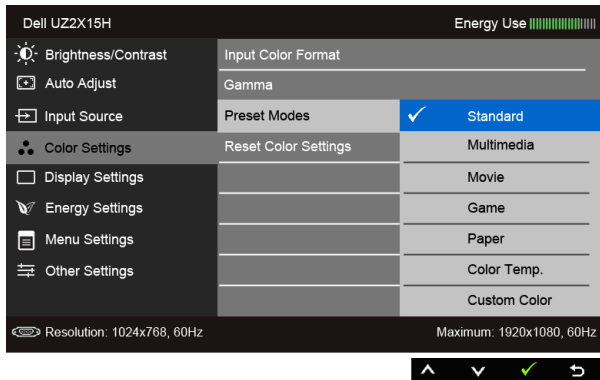 Dell UZ2X15H Energy Use
Brightness/Contrast Input Color Format
Auto Adjust Gamma
Input Source Preset Modes Standard
Color Settings Reset Color Settings Multimedia
Display Settings Movie
Energy Settings Game
Menu Settings Paper
Other Settings Color Temp.
Custom Color
Resolution: 1024x768, 60Hz Maximum: 1920x1080, 60Hz